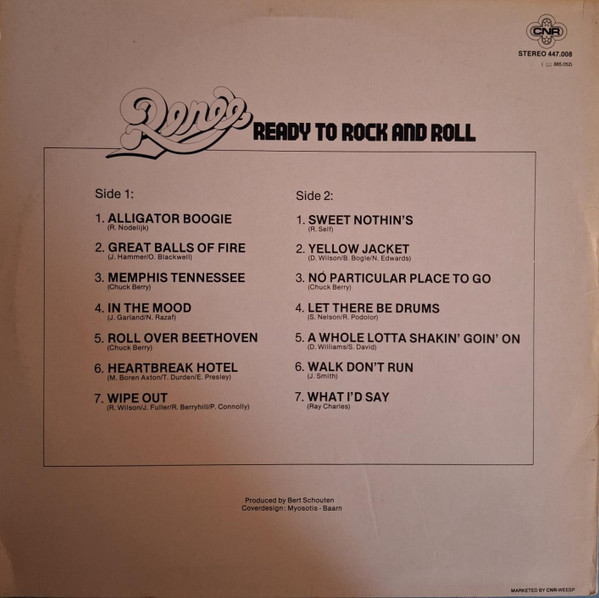 CNR
STEREO 447.008
Renee
READY TO ROCK AND ROLL
Side 1:
1. ALLIGATOR BOOGIE
(R. Nodelijk)
2. GREAT BALLS OF FIRE
(J. Hammer/O. Blackwell)
3. MEMPHIS TENNESSEE
(Chuck Berry)
4. IN THE MOOD
(J. Garland/N. Razaf)
5. ROLL OVER BEETHOVEN
(Chuck Berry)
6. HEARTBREAK HOTEL
(M. Boren Axton/T. Durden/E. Presley)
7. WIPE OUT
(R. Wilson/J. Fuller/R. Berryhill/P. Connolly)
Side 2:
1. SWEET NOTHIN'S
(R. Self)
2. YELLOW JACKET
(D. Wilson/B. Bogle/N. Edwards)
3. NO PARTICULAR PLACE TO GO
(Chuck Berry)
4. LET THERE BE DRUMS
(S. Nelson/R. Podolor)
5. A WHOLE LOTTA SHAKIN' GOIN' ON
(D. Williams/S. David)
6. WALK DON'T RUN
(J. Smith)
7. WHAT I'D SAY
(Ray Charles)
Produced by Bert Schouten
Coverdesign: Myosotis - Baarn
MARKETED BY CNR-WEESP